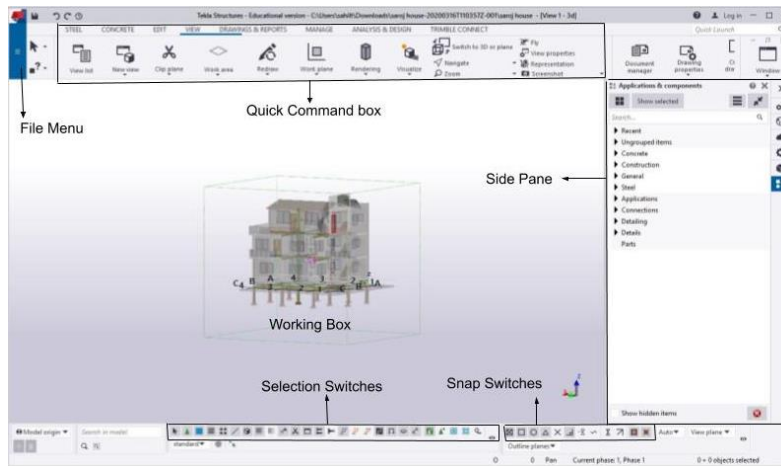 Tekla Structures - Educational version - C:\Users\sahilt\Downloads\saroj house-20200316T110357Z-001\saroj house - [View 1 - 3d]
Log in
STEEL CONCRETE EDIT VIEW DRAWINGS & REPORTS MANAGE ANALYSIS & DESIGN TRIMBLE CONNECT
Quick Launch
Switch to 3D or plane
Fly
View properties
Navigate
Representation
Zoom
Screenshot
View list New view Clip plane Work area Redraw Work plane Rendering Visualize
Document manager
Drawing properties
Window
File Menu
Quick Command box
Side Pane
Applications & components
Show selected
Search...
Recent
Ungrouped items
Concrete
Construction
General
Steel
Applications
Connections
Detailing
Details
Parts
C4 B A 4 3
Working Box
Selection Switches
Snap Switches
Show hidden items
Model origin
Search in model
standard
Auto
View plane
Outline planes
0 0 Pan Current phase: 1, Phase 1 0 + 0 objects selected